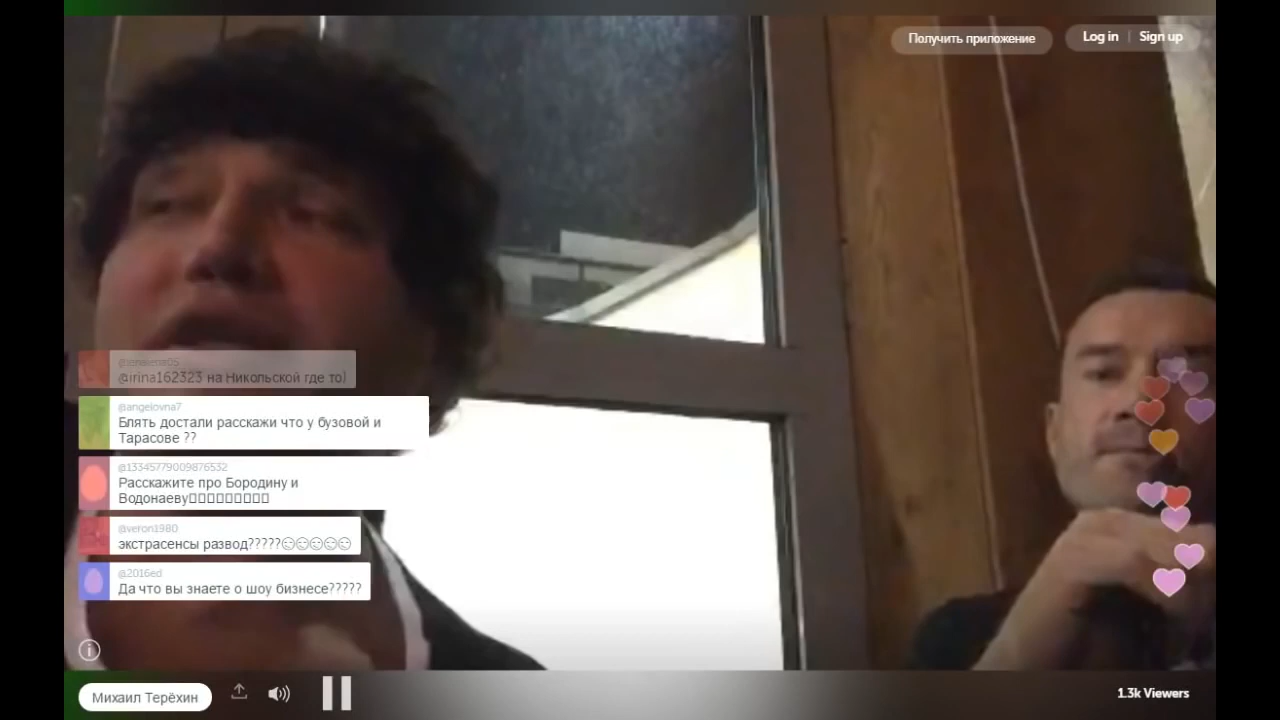 Получить приложение
Log in | Sign up
@irina162323 на Никольской где то)
@angelovna7
Блять достали расскажи что у бузовой и
Тарасове ??
@13345779009876532
Расскажите про Бородину и
Водонаеву
@veron1980
экстрасенсы развод?????
@2016ed
Да что вы знаете о шоу бизнесе?????
Михаил Терёхин
1.3k Viewers